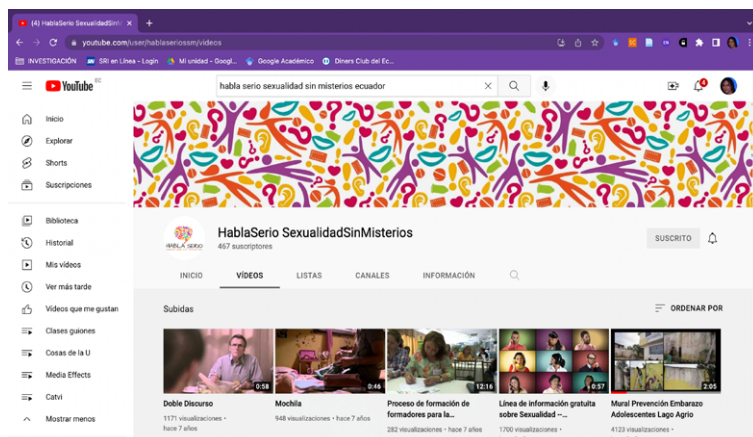 (4) HablaSerio SexualidadSinM
youtube.com/user/hablaseriossm/videos
INVESTIGACIÓN
SRI en Línea - Login
Mi unidad - Googl...
Google Académico
Diners Club del Ec...
YouTube EC
habla serio sexualidad sin misterios ecuador
Inicio
Explorar
Shorts
Suscripciones
Biblioteca
Historial
Mis vídeos
Ver más tarde
Vídeos que me gustan
Clases guiones
Cosas de la U
Media Effects
Catvi
Mostrar menos
HABLA SERIO
HablaSerio SexualidadSinMisterios
457 suscriptores
SUSCRITO
INICIO
VÍDEOS
LISTAS
CANALES
INFORMACIÓN
Subidas
ORDENAR POR
0:58
Doble Discurso
1171 visualizaciones •
hace 7 años
0:46
Mochila
948 visualizaciones • hace 7 años
12:16
Proceso de formación de
formadores para la...
282 visualizaciones • hace 7 años
0:57
Línea de información gratuita
sobre Sexualidad –...
1700 visualizaciones •
2:05
Mural Prevención Embarazo
Adolescentes Lago Agrio
4123 visualizaciones •